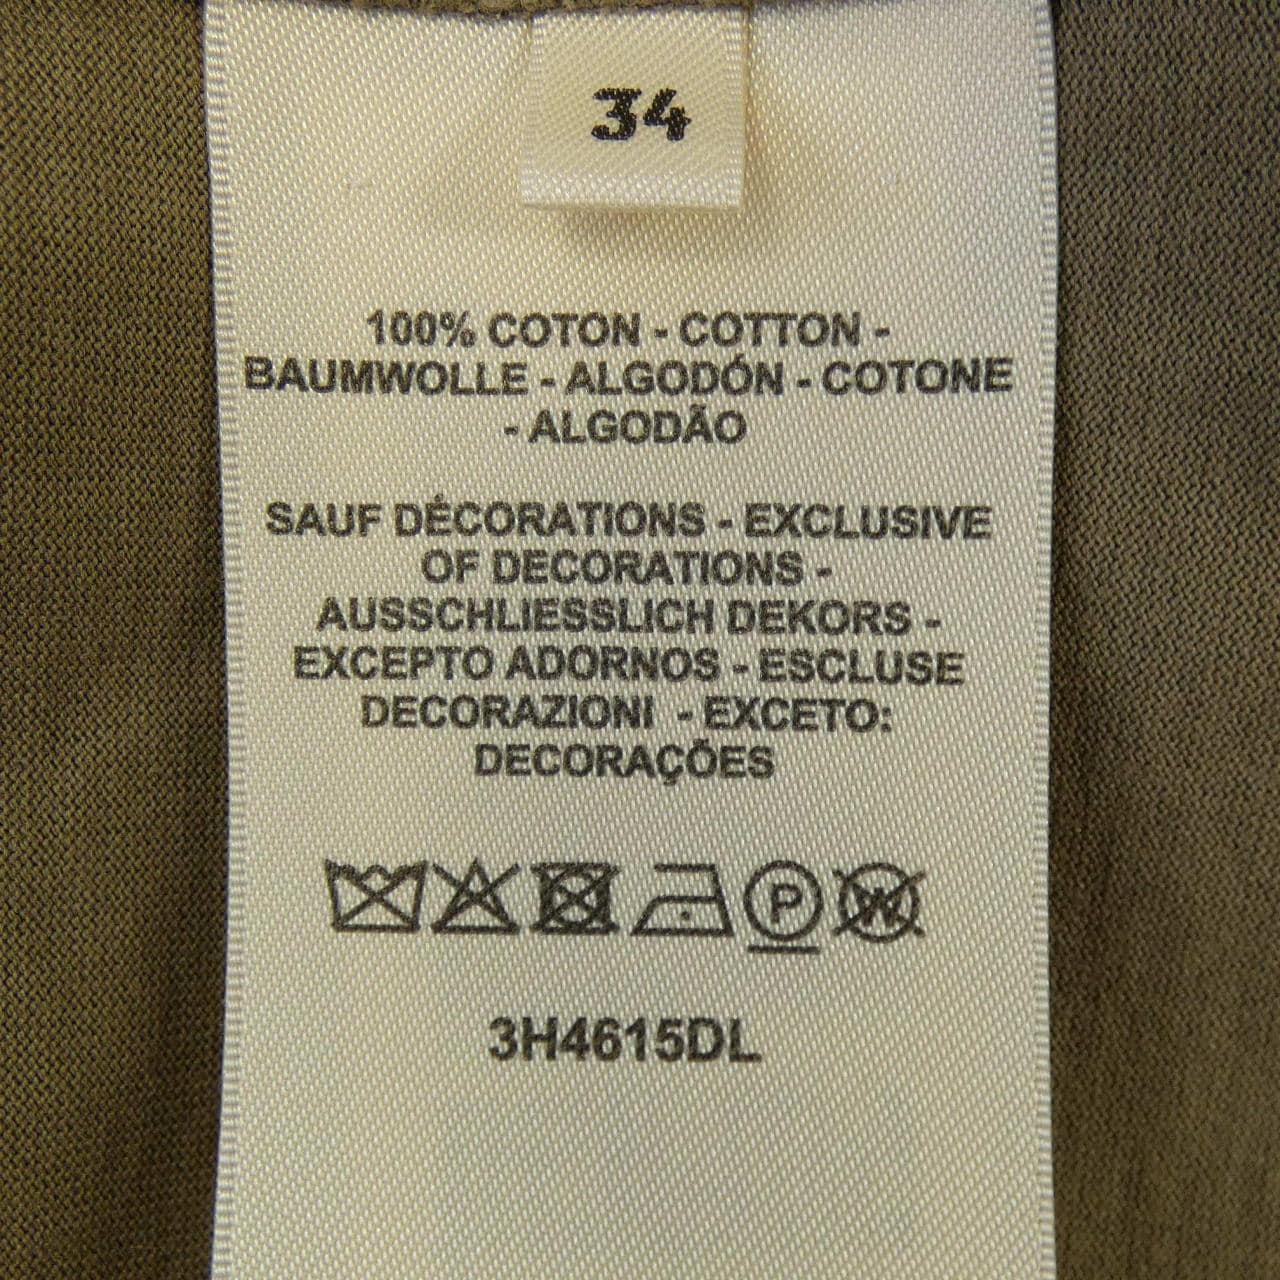 34
100% COTON - COTTON -
BAUMWOLLE - ALGODÓN - COTONE
- ALGODÃO
SAUF DÉCORATIONS - EXCLUSIVE
OF DECORATIONS -
AUSSCHLIESSLICH DEKORS -
EXCEPTO ADORNOS - ESCLUSE
DECORAZIONI - EXCETO:
DECORAÇÕES
P W
3H4615DL